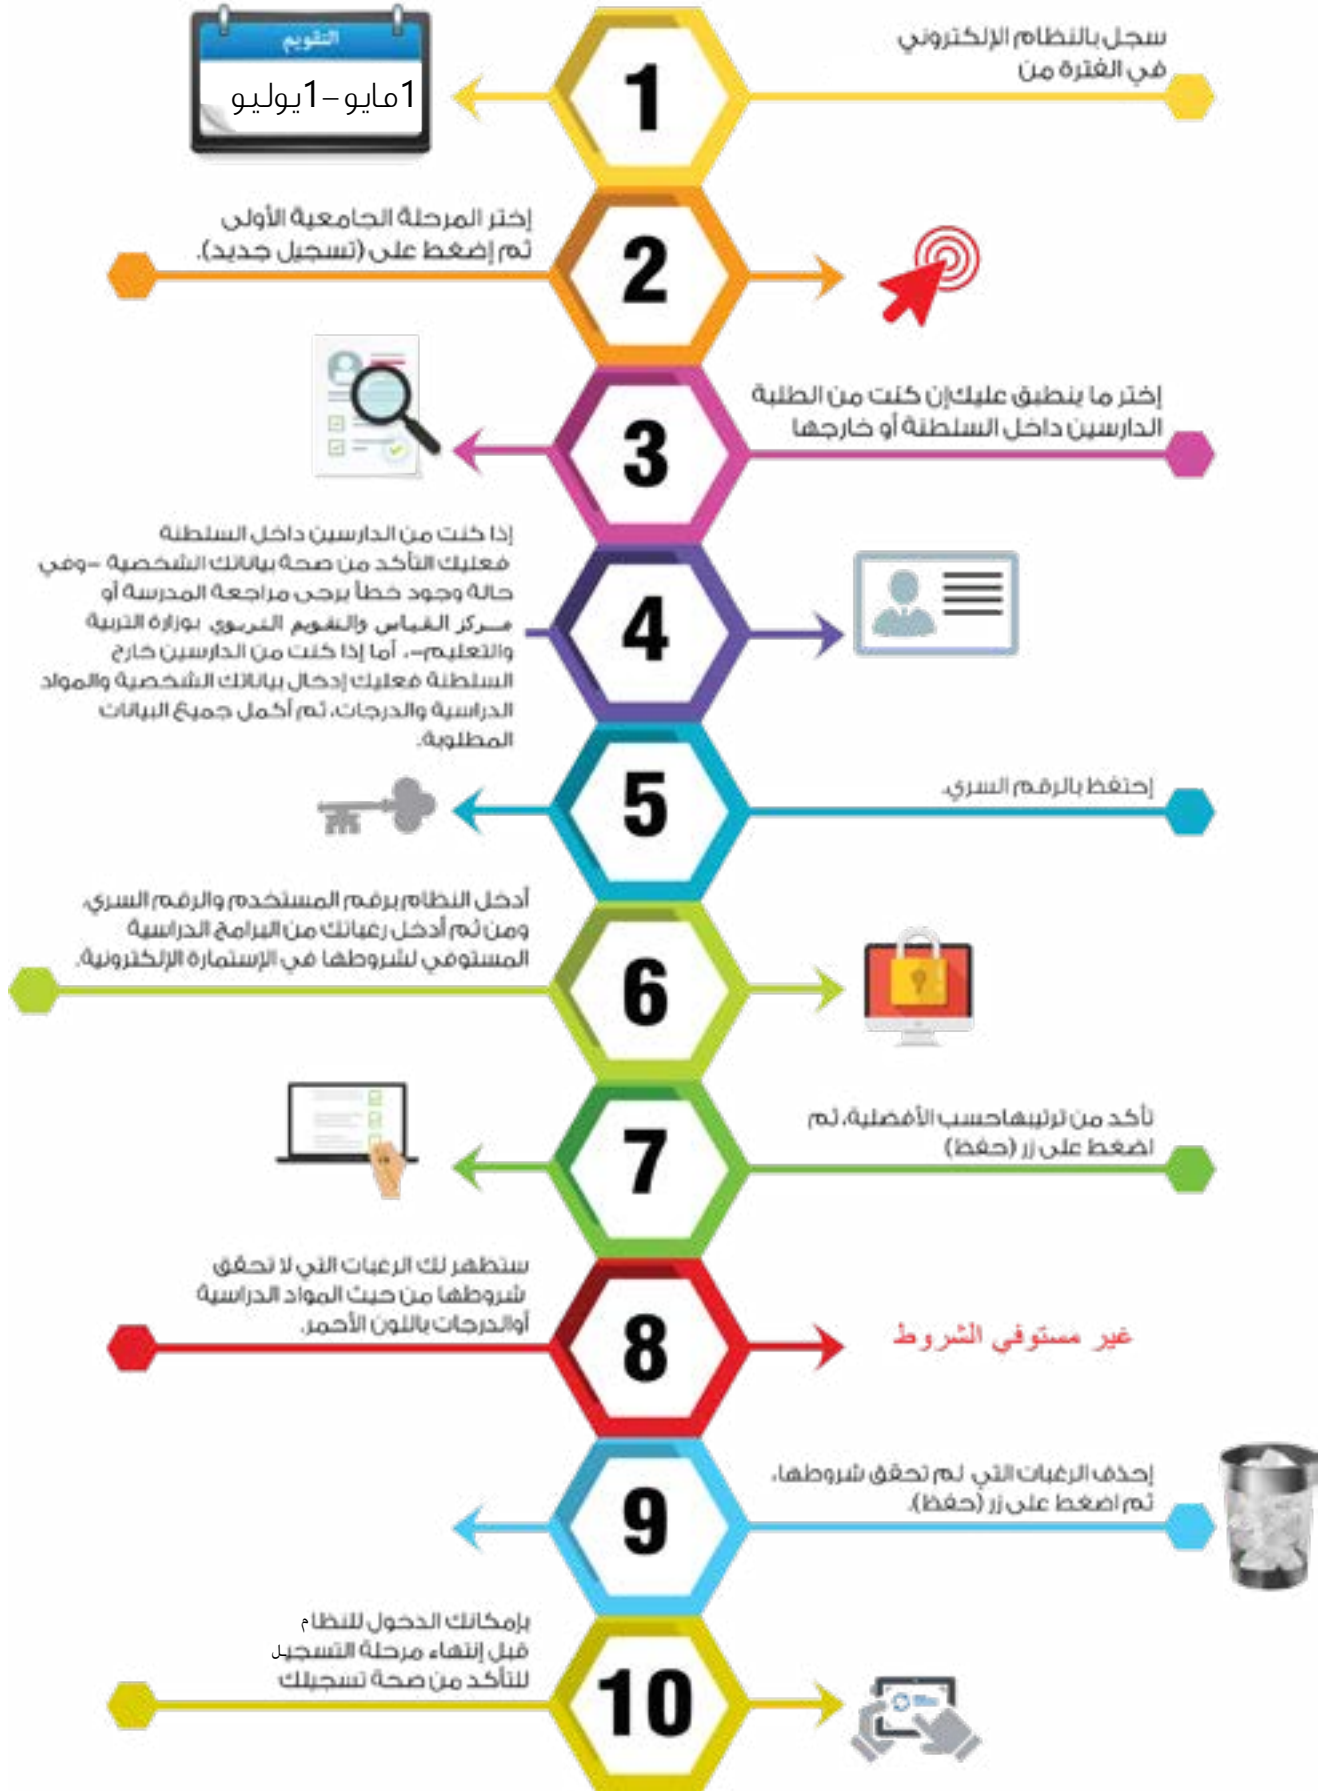 سجل بالنظام الإلكتروني
في الفترة من
1
التقويم
1مايو-1يوليو
إختر المرحلة الجامعية الأولى
ثم إضغط على (تسجيل جديد).
2
إختر ما ينطبق عليك إن كنت من الطلبة
الدارسين داخل السلطنة أو خارجها
3
إذا كنت من الدارسين داخل السلطنة
فعليك التأكد من صحة بياناتك الشخصية -وفي
حالة وجود خطأ يرجى مراجعة المدرسة أو
مركز القياس والتقويم التربوي بوزارة التربية
والتعليم-، أما إذا كنت من الدارسين خارج
السلطنة فعليك إدخال بياناتك الشخصية والمواد
الدراسية والدرجات، ثم أكمل جميع البيانات
المطلوبة.
4
إحتفظ بالرقم السري.
5
أدخل النظام برقم المستخدم والرقم السري،
ومن ثم أدخل رغباتك من البرامج الدراسية
المستوفي لشروطها في الإستمارة الإلكترونية.
6
تأكد من ترتيبها حسب الأفضلية، ثم
اضغط على زر (حفظ)
7
ستظهر لك الرغبات التي لا تحقق
شروطها من حيث المواد الدراسية
أوالدرجات باللون الأحمر.
8
غير مستوفي الشروط
إحذف الرغبات التي لم تحقق شروطها،
ثم اضغط على زر (حفظ).
9
بإمكانك الدخول للنظام
قبل إنتهاء مرحلة التسجيل
للتأكد من صحة تسجيلك
10